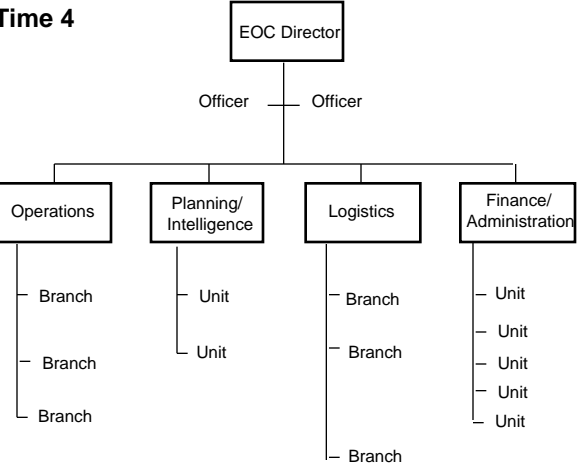 Time 4
EOC Director
Officer Officer
Operations
Planning/
Intelligence
Logistics
Finance/
Administration
Branch
Branch
Branch
Unit
Unit
Branch
Branch
Branch
Unit
Unit
Unit
Unit
Unit